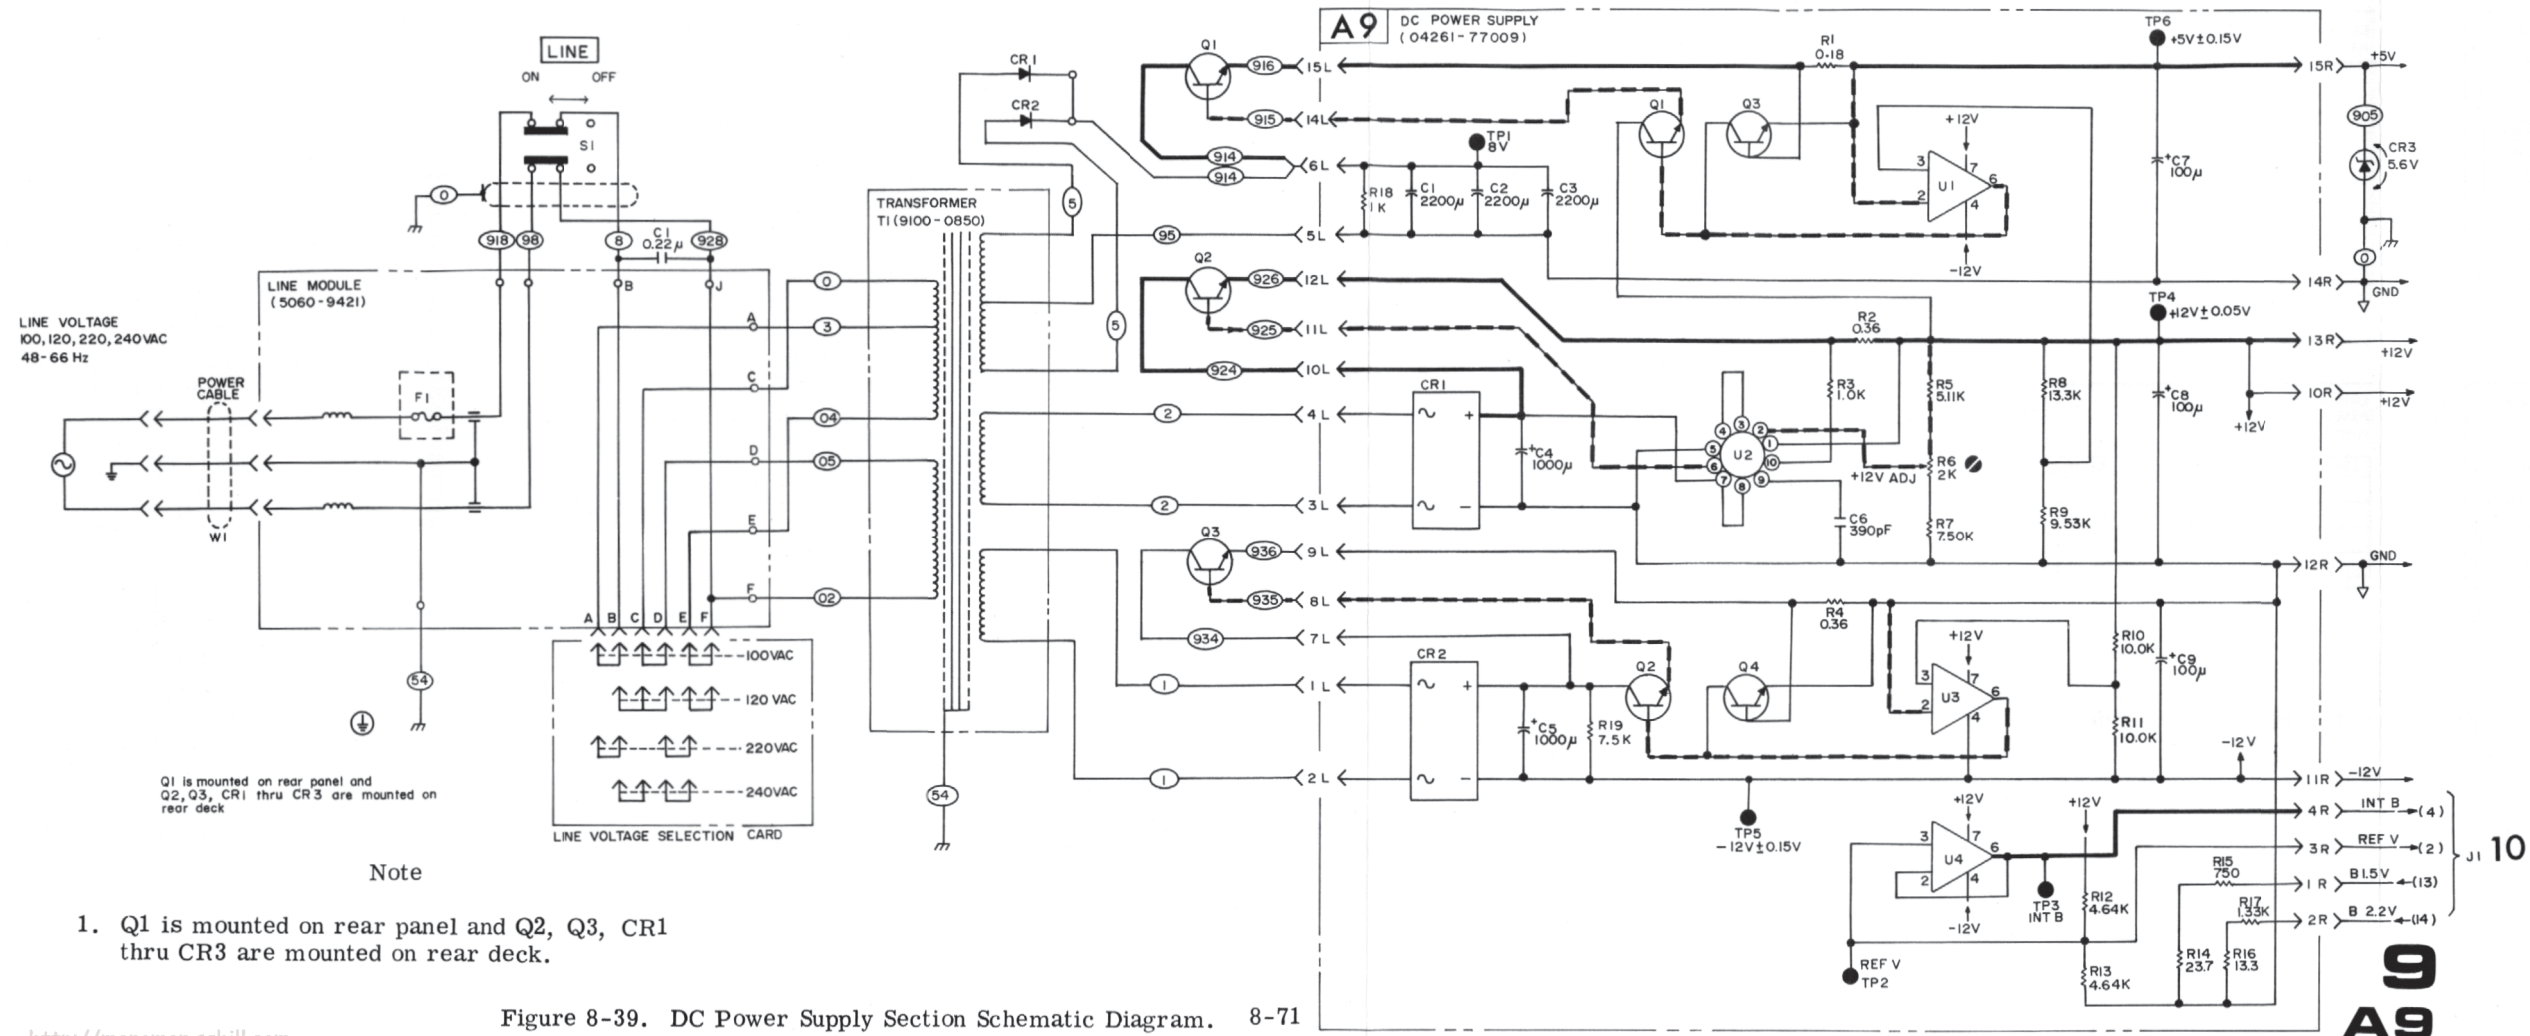 A9
DC POWER SUPPLY
(04261-77009)
LINE
ON OFF
S1
0
918
98
8
C1
0.22μ
928
LINE MODULE
(5060-9421)
B
J
LINE VOLTAGE
100, 120, 220, 240VAC
48-66 Hz
POWER
CABLE
W1
F1
54
A
C
D
E
F
A B C D E F
100VAC
120 VAC
220VAC
240VAC
LINE VOLTAGE SELECTION CARD
Q1 is mounted on rear panel and
Q2, Q3, CR1 thru CR3 are mounted on
rear deck
Note
1. Q1 is mounted on rear panel and Q2, Q3, CR1
thru CR3 are mounted on rear deck.
0
3
04
05
02
TRANSFORMER
T1 (9100-0850)
54
CR1
CR2
5
5
95
2
2
1
1
Q1
916
915
914
914
Q2
926
925
924
Q3
936
935
934
15L
14L
6L
5L
12L
11L
10L
4L
3L
9L
8L
7L
1L
2L
R18
1K
C1
2200μ
TP1
8V
C2
2200μ
C3
2200μ
Q1
Q3
R1
0.18
+12V
3
7
U1
6
2
4
-12V
TP6
+5V±0.15V
+C7
100μ
15R
+5V
905
CR3
5.6V
0
14R
GND
TP4
+12V±0.05V
13R
+12V
10R
+12V
+12V
CR1
+
-
+C4
1000μ
R2
0.36
R3
1.0K
R5
5.11K
R8
13.3K
+C8
100μ
4
3
2
5
1
U2
6
10
7
8
9
+12V ADJ
R6
2K
C6
390pF
R7
7.50K
R9
9.53K
12R
GND
R4
0.36
CR2
+
-
+C5
1000μ
R19
7.5K
Q2
Q4
+12V
3
7
U3
6
2
4
R10
10.0K
+C9
100μ
R11
10.0K
-12V
11R
-12V
TP5
-12V±0.15V
+12V
3
7
U4
6
2
4
-12V
+12V
TP3
INT B
R12
4.64K
REF V
TP2
R13
4.64K
R15
750
R17
1.33K
R14
23.7
R16
13.3
4R
INT B
(4)
3R
REF V
(2)
1R
B1.5V
(13)
2R
B 2.2V
(14)
J1
10
9
A9
Figure 8-39. DC Power Supply Section Schematic Diagram. 8-71